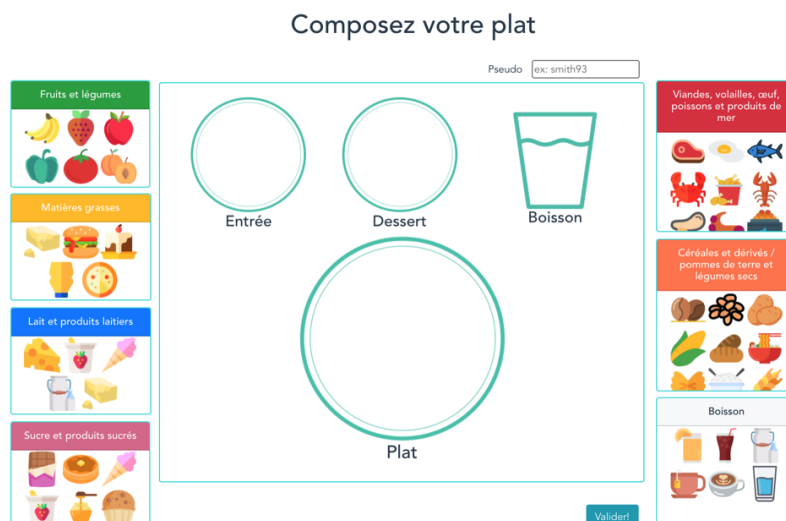 Composez votre plat
Pseudo
ex: smith93
Fruits et légumes
Matières grasses
Lait et produits laitiers
Sucre et produits sucrés
Entrée
Dessert
Boisson
Plat
Viandes, volailles, œuf,
poissons et produits de
mer
Céréales et dérivés /
pommes de terre et
légumes secs
Boisson
Valider!